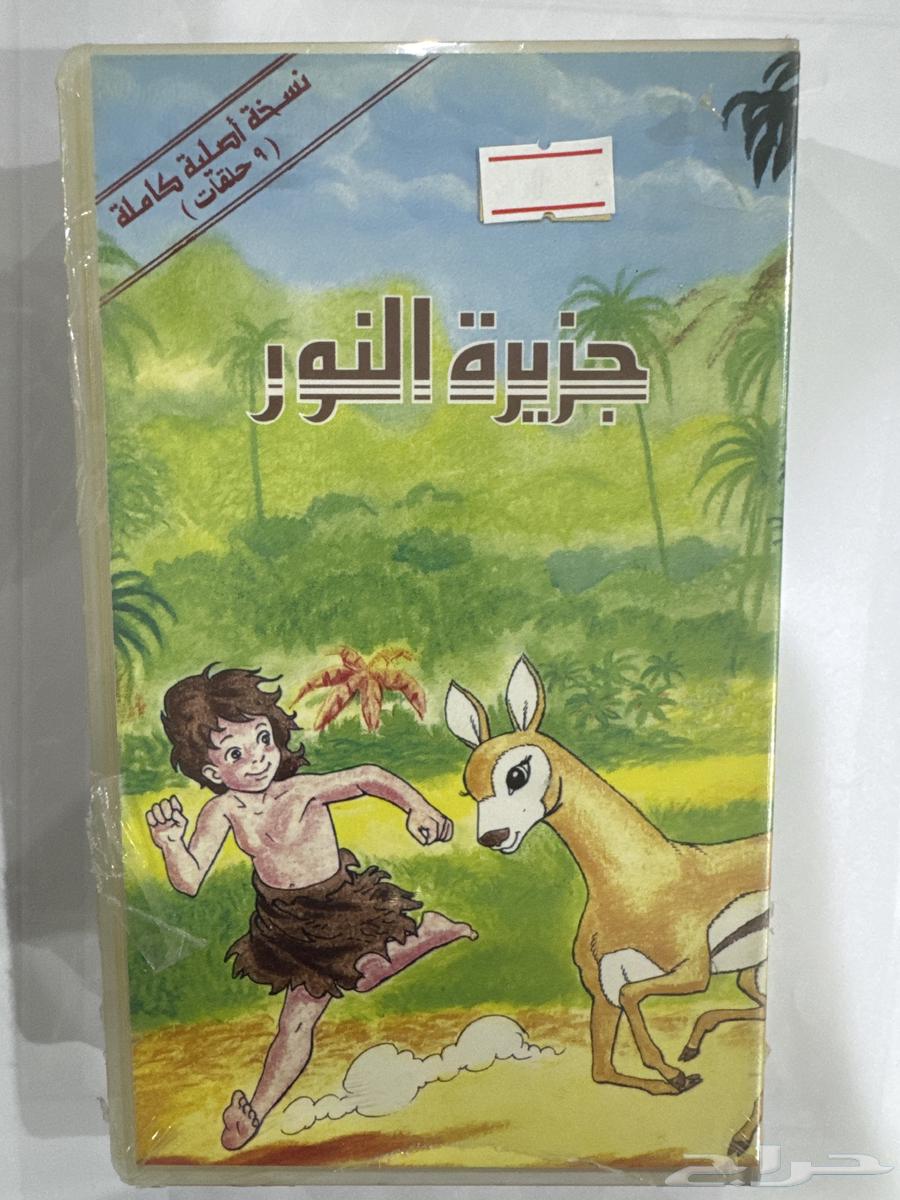 نسخة أصلية كاملة
(٩ حلقات)
جزيرة النور
حراج